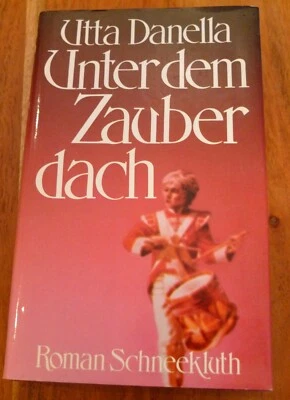 Utta Danella
Unter dem
Zauber
dach
Roman Schneekluth